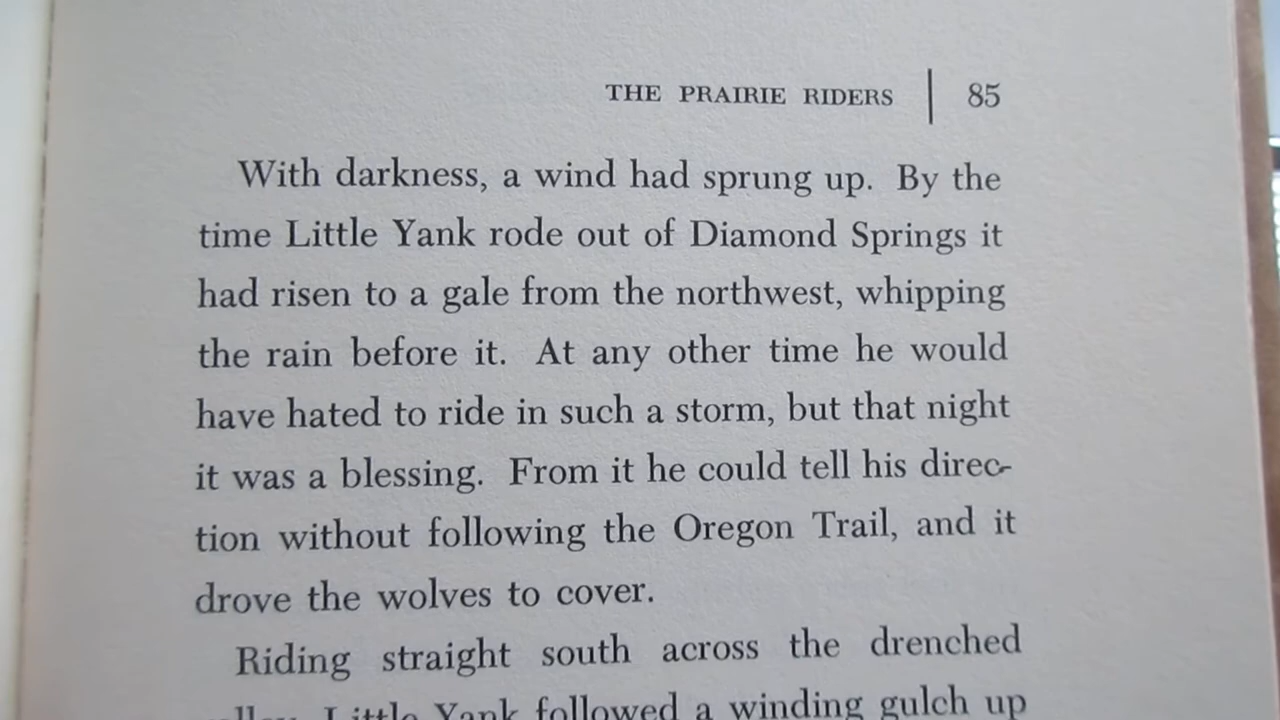 THE PRAIRIE RIDERS | 85
With darkness, a wind had sprung up. By the
time Little Yank rode out of Diamond Springs it
had risen to a gale from the northwest, whipping
the rain before it. At any other time he would
have hated to ride in such a storm, but that night
it was a blessing. From it he could tell his direc-
tion without following the Oregon Trail, and it
drove the wolves to cover.
Riding straight south across the drenched
Little Yank followed a winding gulch up